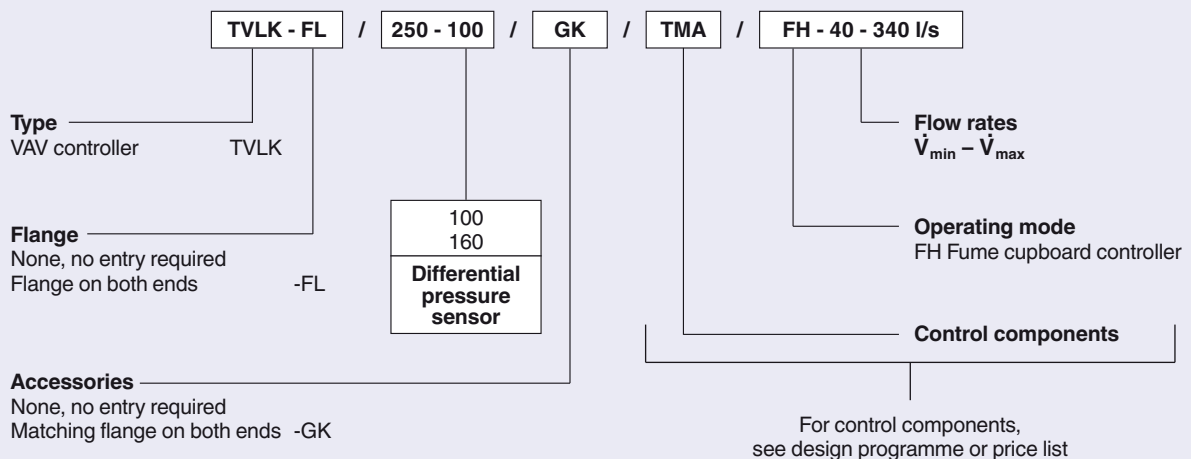 TVLK - FL / 250 - 100 / GK / TMA / FH - 40 - 340 l/s
Type
VAV controller TVLK
Flange
None, no entry required
Flange on both ends -FL
Accessories
None, no entry required
Matching flange on both ends -GK
100
160
Differential
pressure
sensor
Flow rates
V̇min – V̇max
Operating mode
FH Fume cupboard controller
Control components
For control components,
see design programme or price list